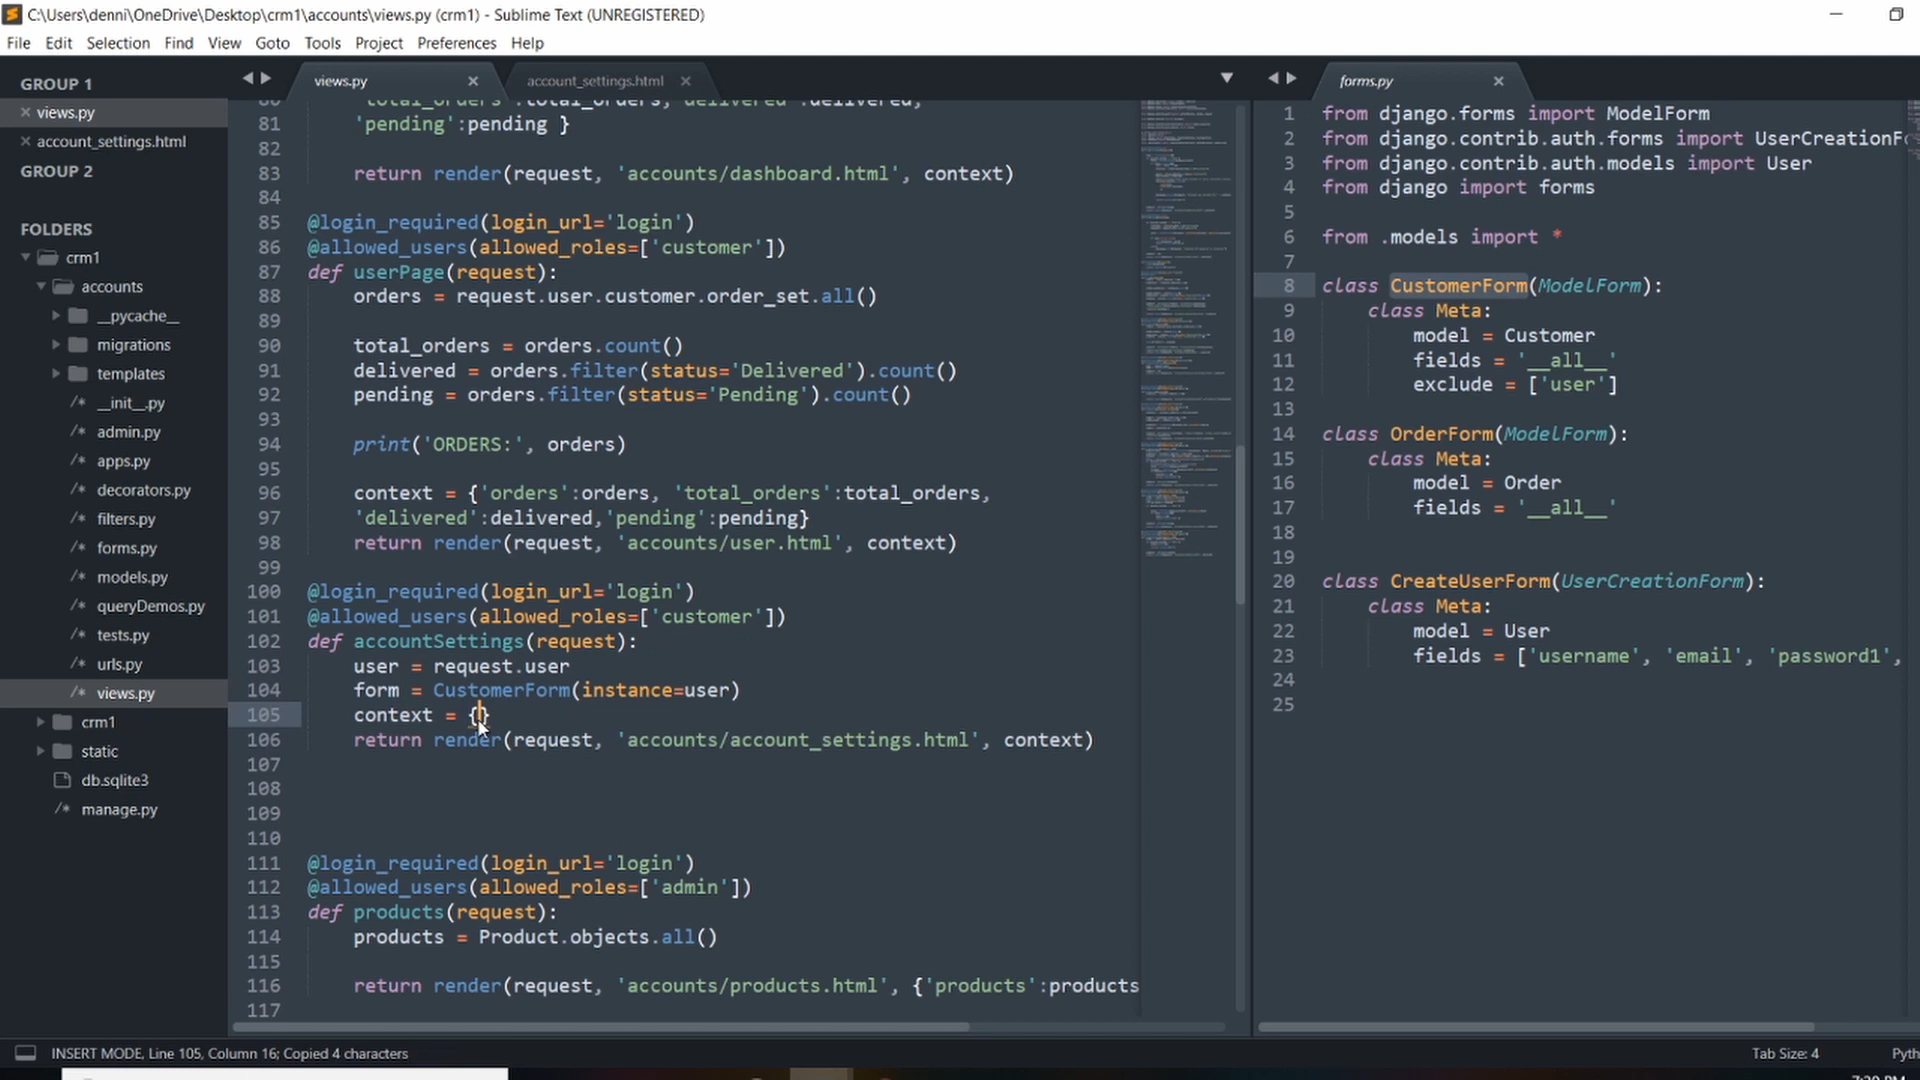 C:\Users\denni\OneDrive\Desktop\crm1\accounts\views.py (crm1) - Sublime Text (UNREGISTERED)
File Edit Selection Find View Goto Tools Project Preferences Help
GROUP 1
views.py
account_settings.html
GROUP 2
FOLDERS
crm1
accounts
__pycache__
migrations
templates
__init__.py
admin.py
apps.py
decorators.py
filters.py
forms.py
models.py
queryDemos.py
tests.py
urls.py
views.py
crm1
static
db.sqlite3
manage.py
views.py account_settings.html
80 'total_orders':total_orders, 'delivered':delivered,
81 'pending':pending }
82
83 return render(request, 'accounts/dashboard.html', context)
84
85 @login_required(login_url='login')
86 @allowed_users(allowed_roles=['customer'])
87 def userPage(request):
88 orders = request.user.customer.order_set.all()
89
90 total_orders = orders.count()
91 delivered = orders.filter(status='Delivered').count()
92 pending = orders.filter(status='Pending').count()
93
94 print('ORDERS:', orders)
95
96 context = {'orders':orders, 'total_orders':total_orders,
97 'delivered':delivered,'pending':pending}
98 return render(request, 'accounts/user.html', context)
99
100 @login_required(login_url='login')
101 @allowed_users(allowed_roles=['customer'])
102 def accountSettings(request):
103 user = request.user
104 form = CustomerForm(instance=user)
105 context = {}
106 return render(request, 'accounts/account_settings.html', context)
107
108
109
110
111 @login_required(login_url='login')
112 @allowed_users(allowed_roles=['admin'])
113 def products(request):
114 products = Product.objects.all()
115
116 return render(request, 'accounts/products.html', {'products':products
117
forms.py
1 from django.forms import ModelForm
2 from django.contrib.auth.forms import UserCreationFo
3 from django.contrib.auth.models import User
4 from django import forms
5
6 from .models import *
7
8 class CustomerForm(ModelForm):
9 class Meta:
10 model = Customer
11 fields = '__all__'
12 exclude = ['user']
13
14 class OrderForm(ModelForm):
15 class Meta:
16 model = Order
17 fields = '__all__'
18
19
20 class CreateUserForm(UserCreationForm):
21 class Meta:
22 model = User
23 fields = ['username', 'email', 'password1',
24
25
INSERT MODE, Line 105, Column 16; Copied 4 characters
Tab Size: 4 Pyth